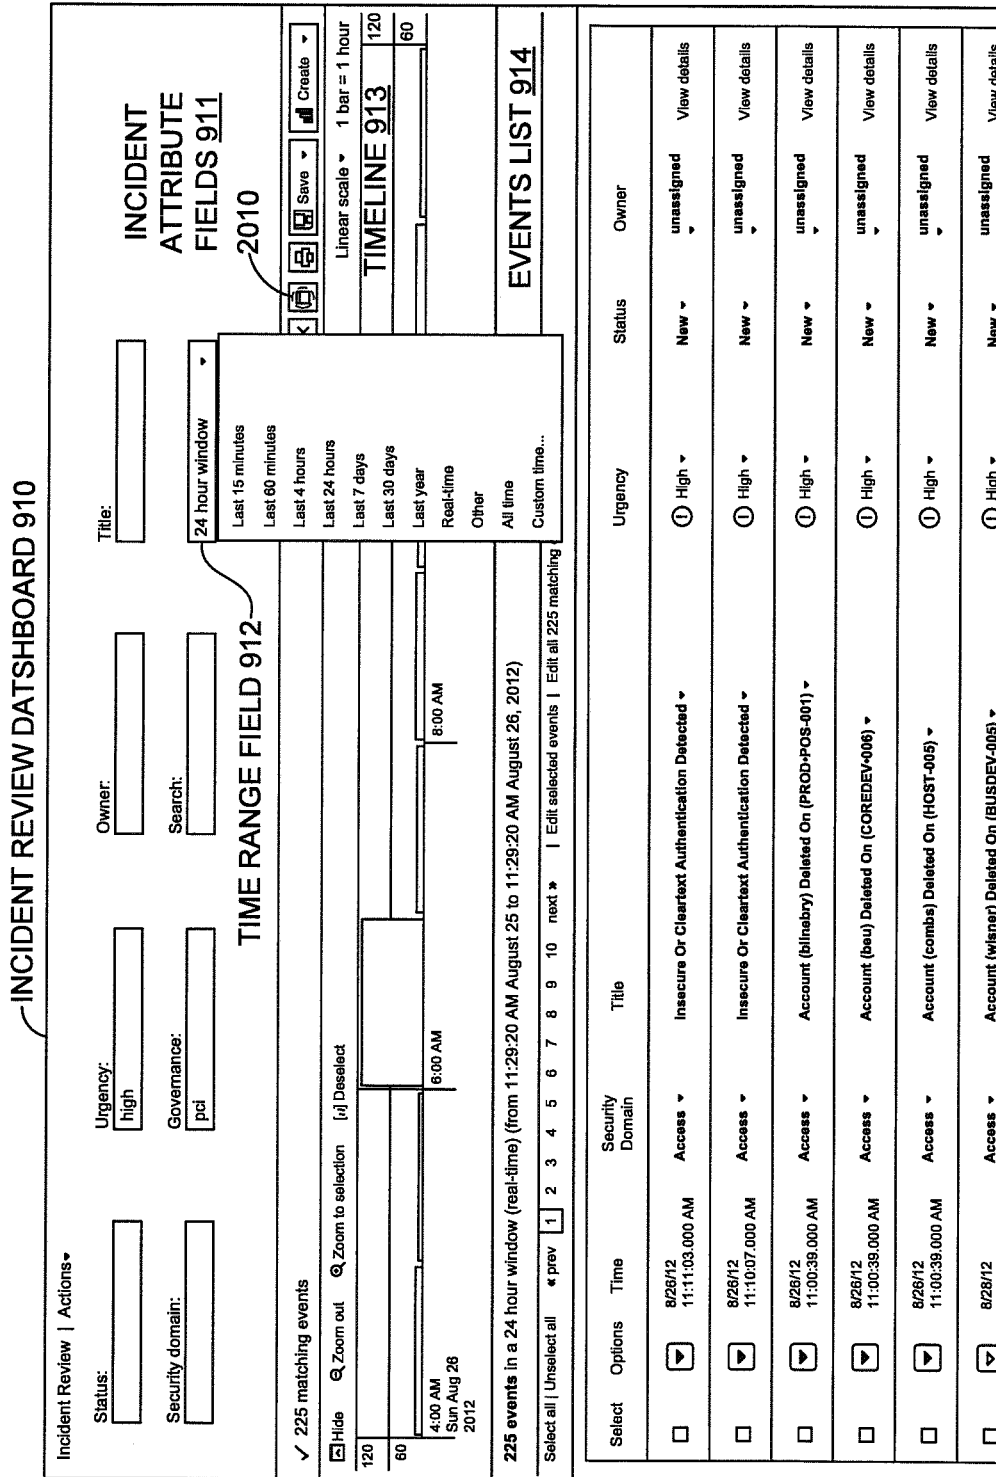 INCIDENT REVIEW DATSHBOARD 910
Incident Review | Actions
Status:
Urgency:
high
Owner:
Title:
INCIDENT
ATTRIBUTE
FIELDS 911
Security domain:
Governance:
pci
Search:
24 hour window
2010
TIME RANGE FIELD 912
Last 15 minutes
Last 60 minutes
Last 4 hours
Last 24 hours
Last 7 days
Last 30 days
Last year
Real-time
Other
All time
Custom time...
✓ 225 matching events
Save
Create
Hide
Zoom out
Zoom to selection
Deselect
Linear scale
1 bar = 1 hour
120
60
TIMELINE 913
120
60
4:00 AM
Sun Aug 26
2012
6:00 AM
8:00 AM
225 events in a 24 hour window (real-time) (from 11:29:20 AM August 25 to 11:29:20 AM August 26, 2012)
EVENTS LIST 914
Select all | Unselect all « prev 1 2 3 4 5 6 7 8 9 10 next » | Edit selected events | Edit all 225 matching
Select Options Time Security Domain Title Urgency Status Owner
8/26/12 11:11:03.000 AM Access Insecure Or Cleartext Authentication Detected High New unassigned View details
8/26/12 11:10:07.000 AM Access Insecure Or Cleartext Authentication Detected High New unassigned View details
8/26/12 11:00:39.000 AM Access Account (blinebry) Deleted On (PROD+POS-001) High New unassigned View details
8/26/12 11:00:39.000 AM Access Account (beu) Deleted On (COREDEV+006) High New unassigned View details
8/26/12 11:00:39.000 AM Access Account (combs) Deleted On (HOST-005) High New unassigned View details
8/26/12 Access Account (wisner) Deleted On (BUSDEV-005) High New unassigned View details